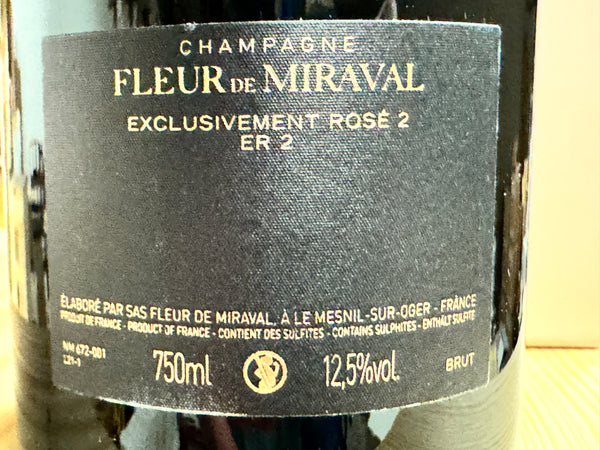 CHAMPAGNE
FLEUR DE MIRAVAL
EXCLUSIVEMENT ROSÉ 2
ER 2
ÉLABORÉ PAR SAS FLEUR DE MIRAVAL, À LE MESNIL-SUR-OGER - FRANCE
PRODUIT DE FRANCE - PRODUCT OF FRANCE - CONTIENT DES SULFITES - CONTAINS SULPHITES - ENTHÄLT SULFITE
NM 672-001
L21-1
750ml 12,5%vol. BRUT